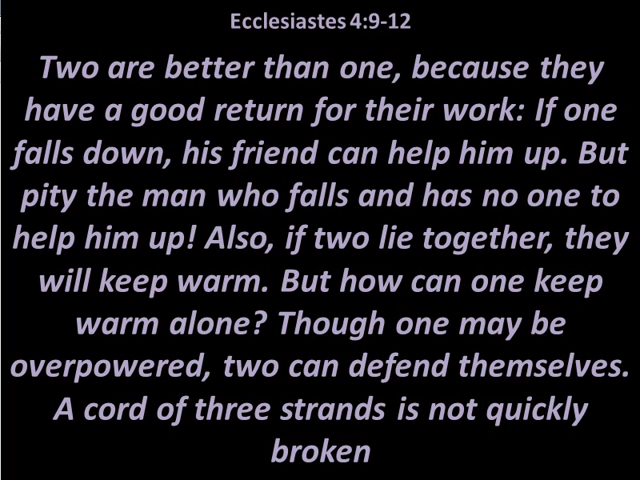 Ecclesiastes 4:9-12
Two are better than one, because they
have a good return for their work: If one
falls down, his friend can help him up. But
pity the man who falls and has no one to
help him up! Also, if two lie together, they
will keep warm. But how can one keep
warm alone? Though one may be
overpowered, two can defend themselves.
A cord of three strands is not quickly
broken